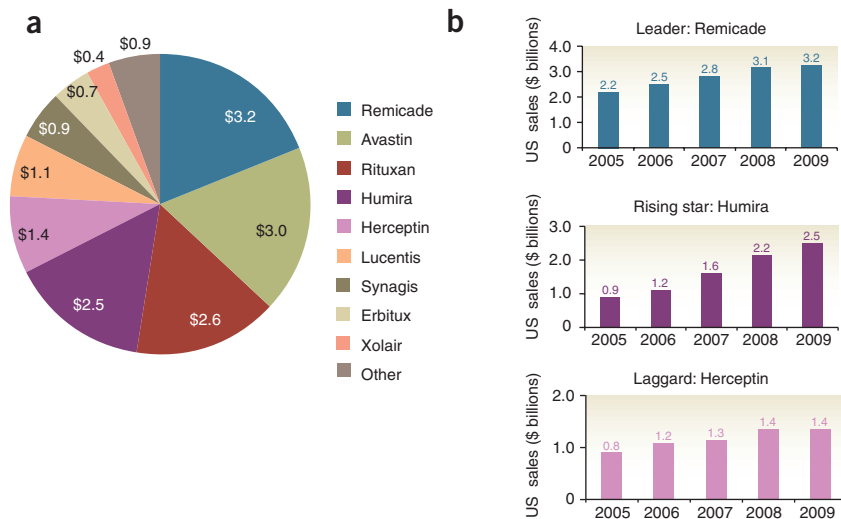 a
$3.2
$3.0
$2.6
$2.5
$1.4
$1.1
$0.9
$0.7
$0.4
$0.9
Remicade
Avastin
Rituxan
Humira
Herceptin
Lucentis
Synagis
Erbitux
Xolair
Other
b
Leader: Remicade
US sales ($ billions)
4.0
3.0
2.0
1.0
0
2.2
2.5
2.8
3.1
3.2
2005 2006 2007 2008 2009
Rising star: Humira
US sales ($ billions)
3.0
2.0
1.0
0
0.9
1.2
1.6
2.2
2.5
2005 2006 2007 2008 2009
Laggard: Herceptin
US sales ($ billions)
2.0
1.0
0
0.8
1.2
1.3
1.4
1.4
2005 2006 2007 2008 2009